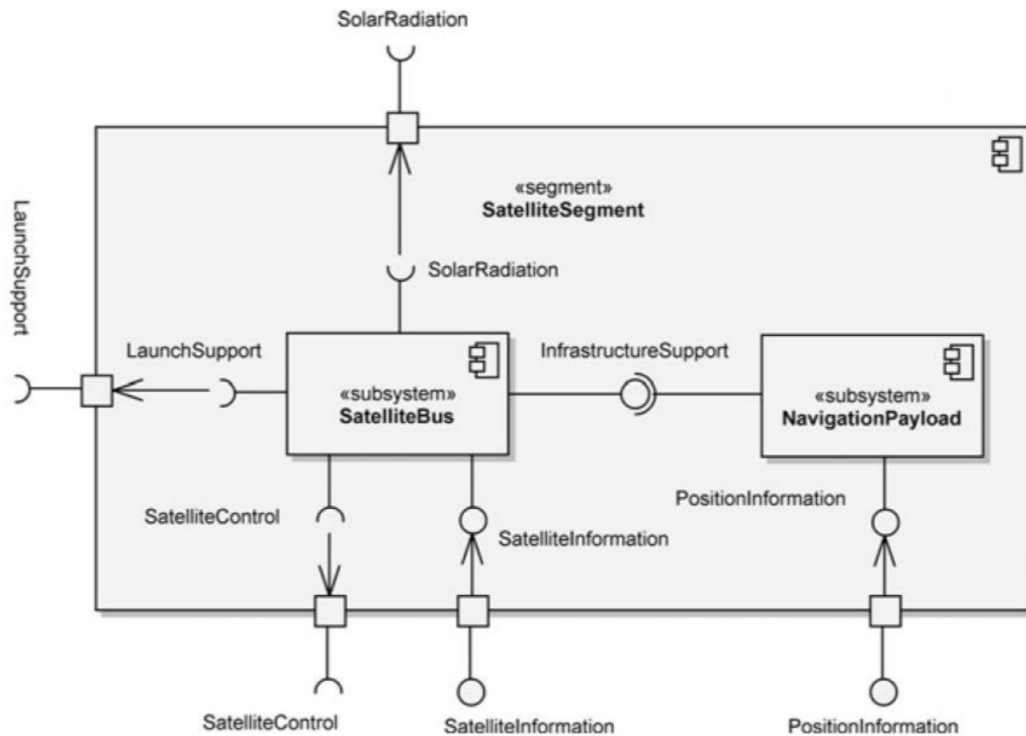 SolarRadiation
«segment»
SatelliteSegment
LaunchSupport
SolarRadiation
LaunchSupport
InfrastructureSupport
«subsystem»
SatelliteBus
«subsystem»
NavigationPayload
PositionInformation
SatelliteControl
SatelliteInformation
SatelliteControl
SatelliteInformation
PositionInformation